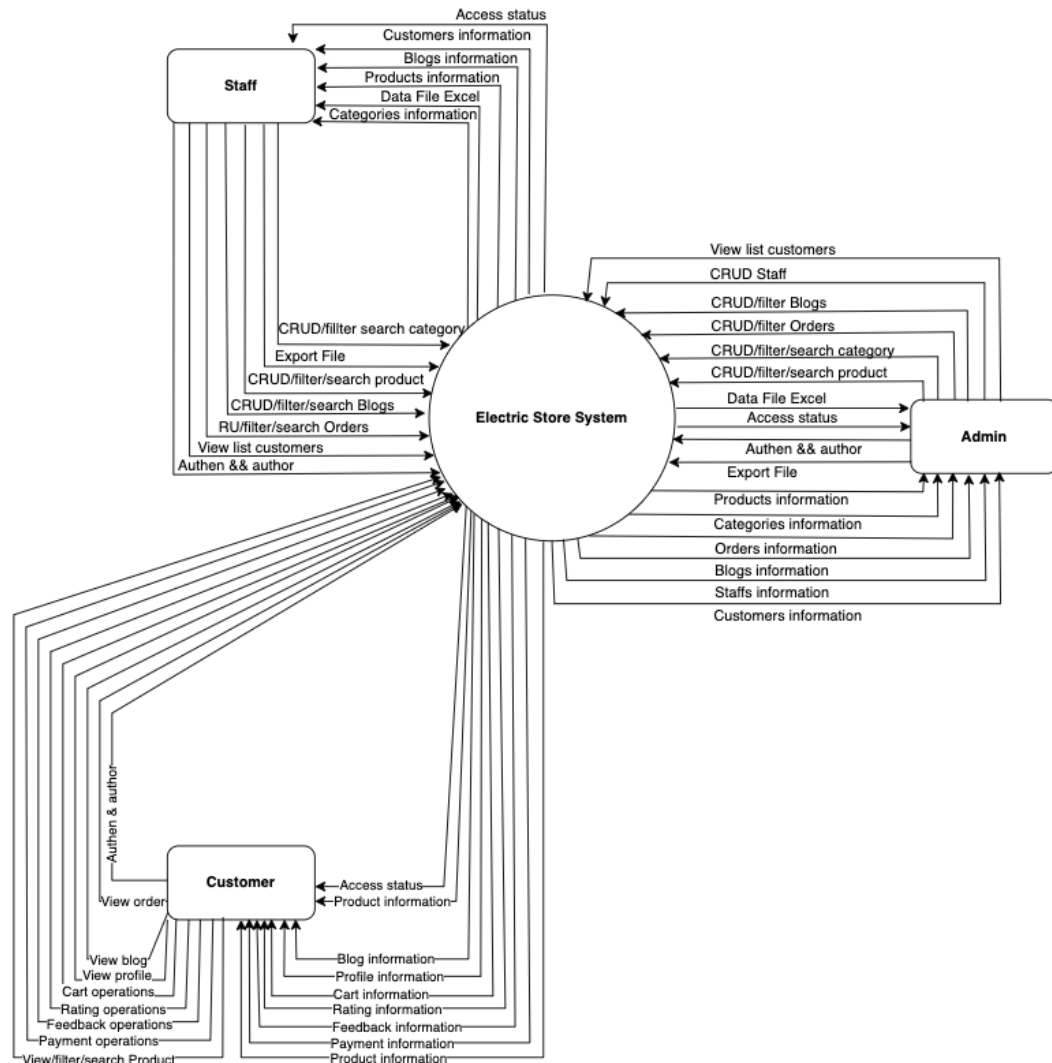 Access status
Customers information
Blogs information
Staff
Products information
Data File Excel
Categories information
View list customers
CRUD Staff
CRUD/filter Blogs
CRUD/fillter search category
CRUD/filter Orders
Export File
CRUD/filter/search category
CRUD/filter/search product
CRUD/filter/search product
CRUD/filter/search Blogs
Data File Excel
Electric Store System
Access status
RU/filter/search Orders
Admin
View list customers
Authen && author
Authen && author
Export File
Products information
Categories information
Orders information
Blogs information
Staffs information
Customers information
Authen & author
Customer
Access status
View order
Product information
View blog
Blog information
View profile
Profile information
Cart operations
Cart information
Rating operations
Rating information
Feedback operations
Feedback information
Payment operations
Payment information
View/filter/search Product
Product information